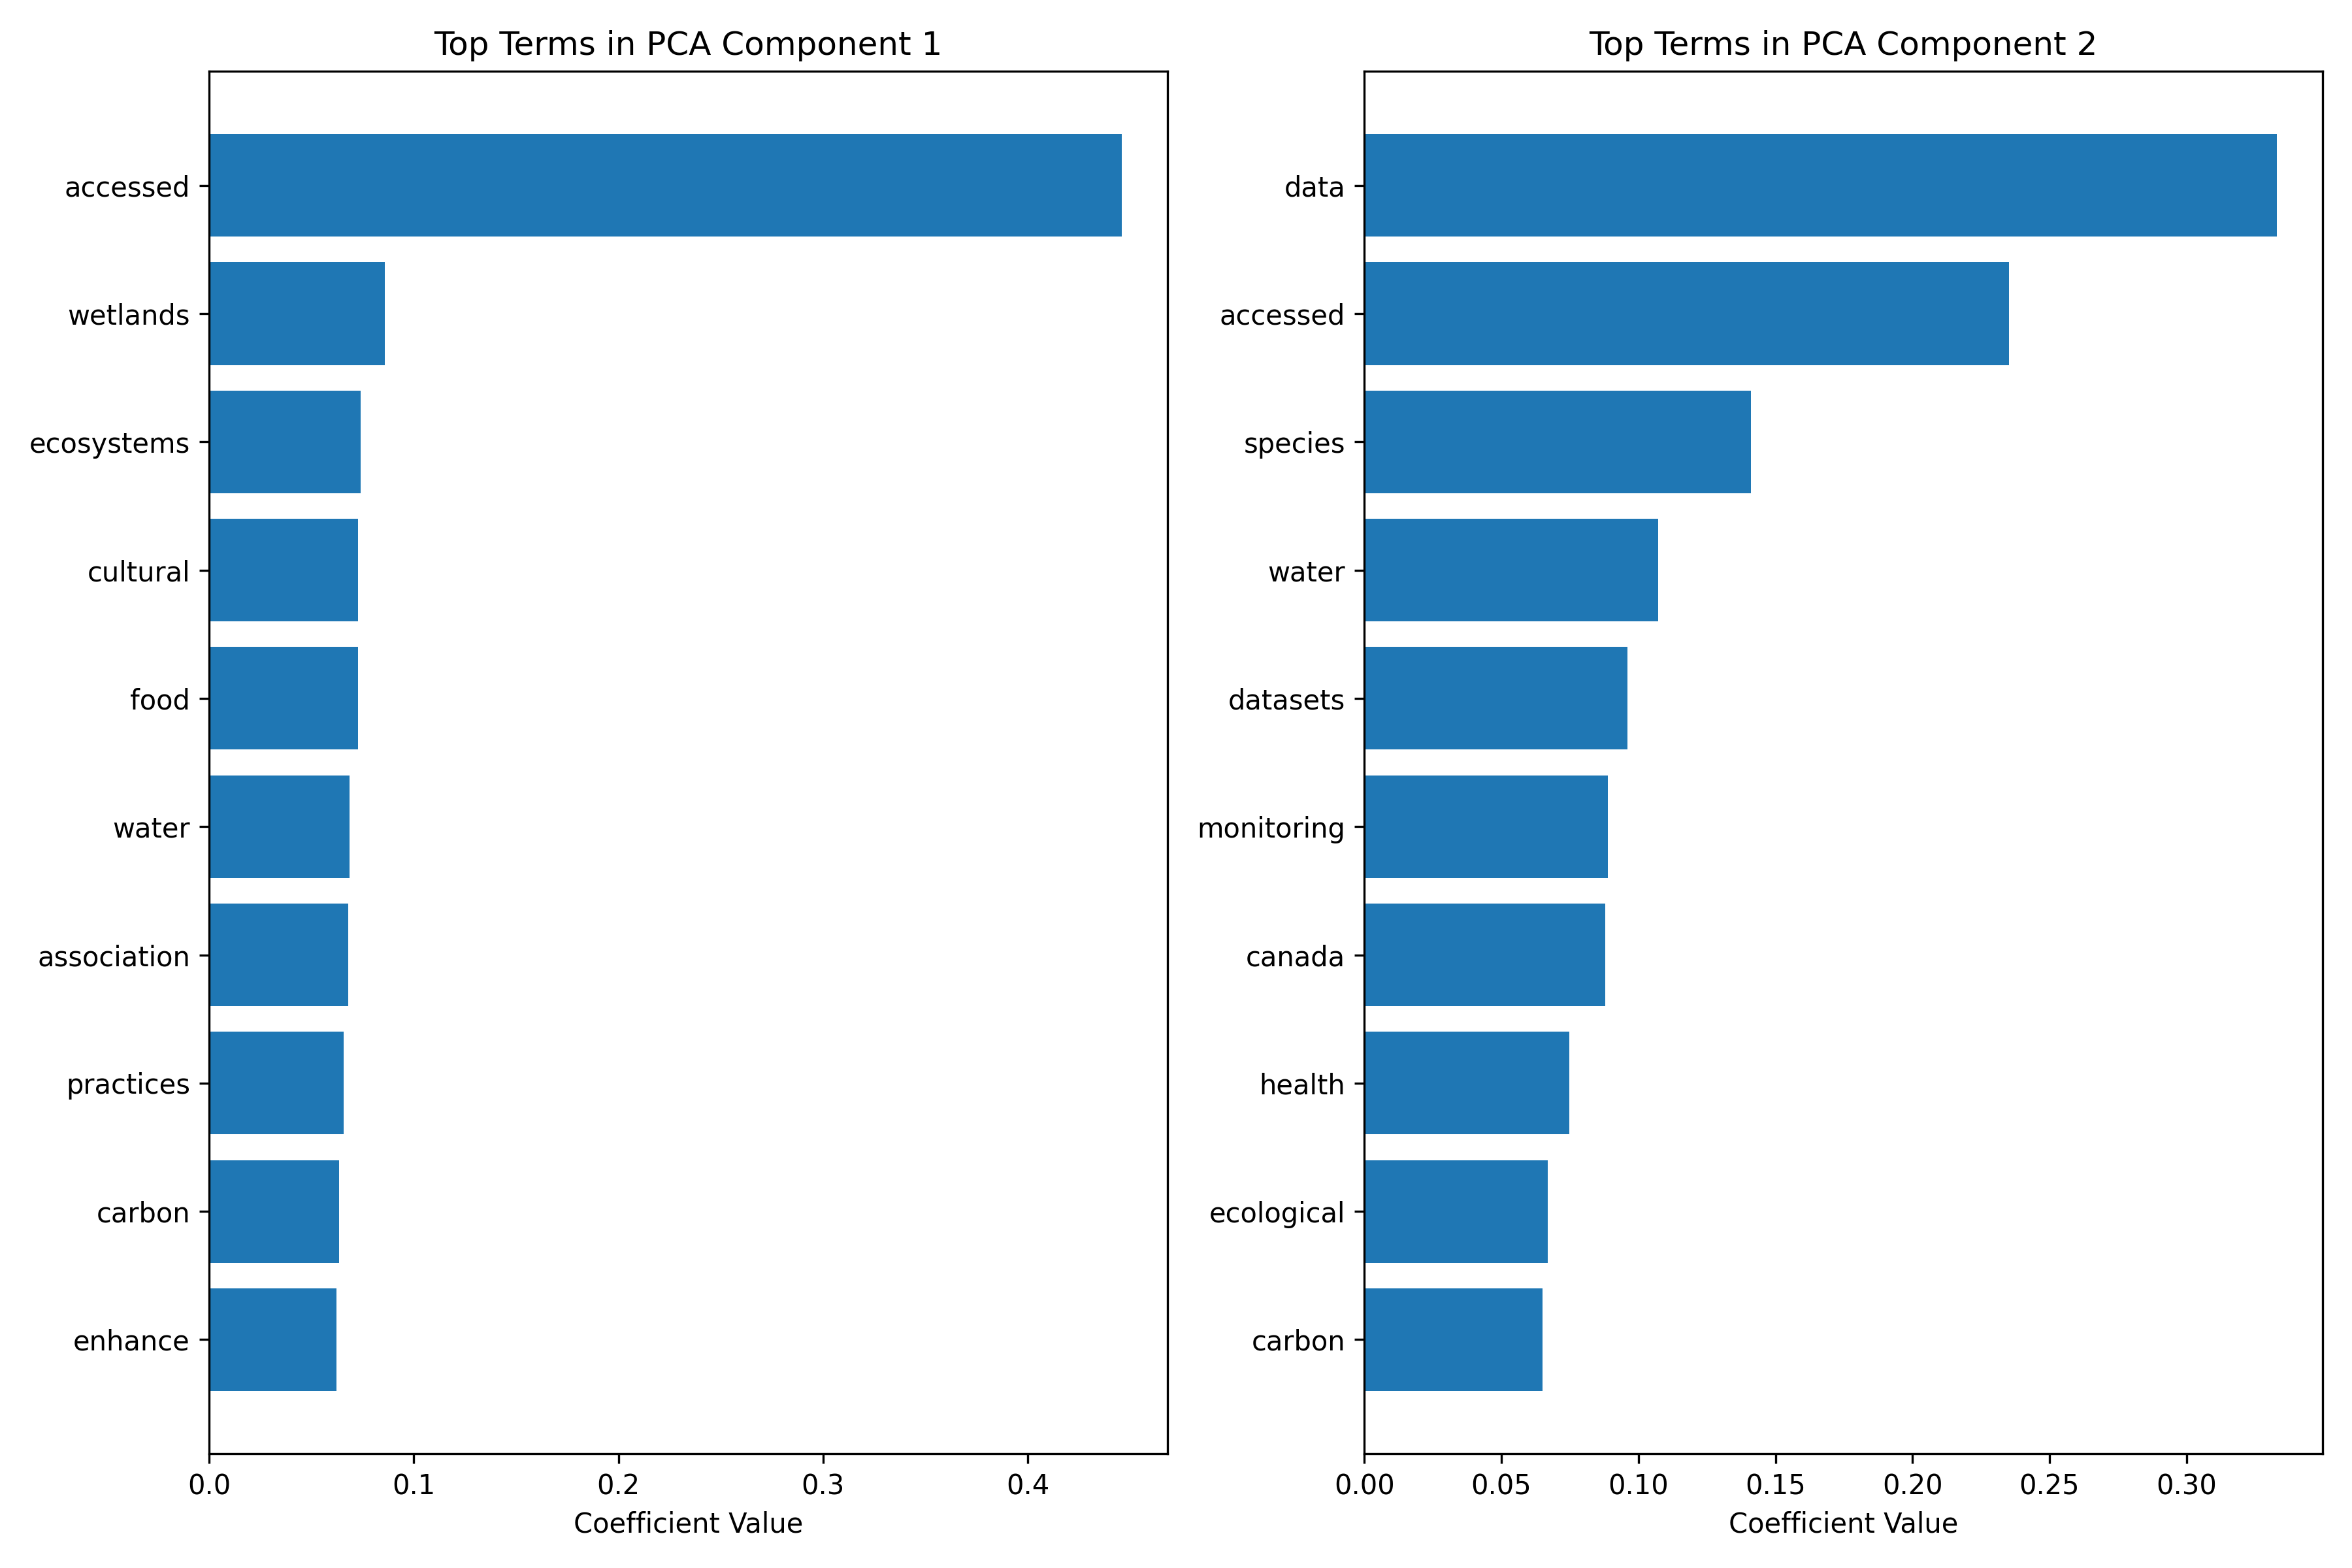 Top Terms in PCA Component 1
accessed
wetlands
ecosystems
cultural
food
water
association
practices
carbon
enhance
0.0 0.1 0.2 0.3 0.4
Coefficient Value
Top Terms in PCA Component 2
data
accessed
species
water
datasets
monitoring
canada
health
ecological
carbon
0.00 0.05 0.10 0.15 0.20 0.25 0.30
Coefficient Value